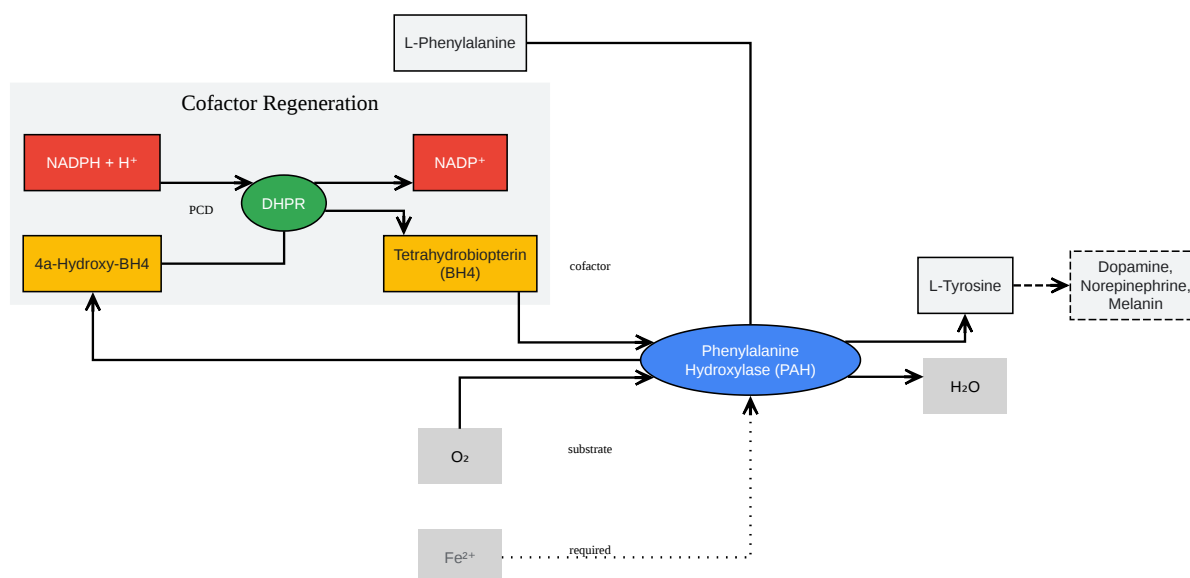 L-Phenylalanine
Cofactor Regeneration
NADPH + H⁺
NADP⁺
DHPR
PCD
4a-Hydroxy-BH4
Tetrahydrobiopterin
(BH4)
cofactor
L-Tyrosine
Dopamine,
Norepinephrine,
Melanin
Phenylalanine
Hydroxylase (PAH)
H₂O
O₂
substrate
Fe²⁺
required